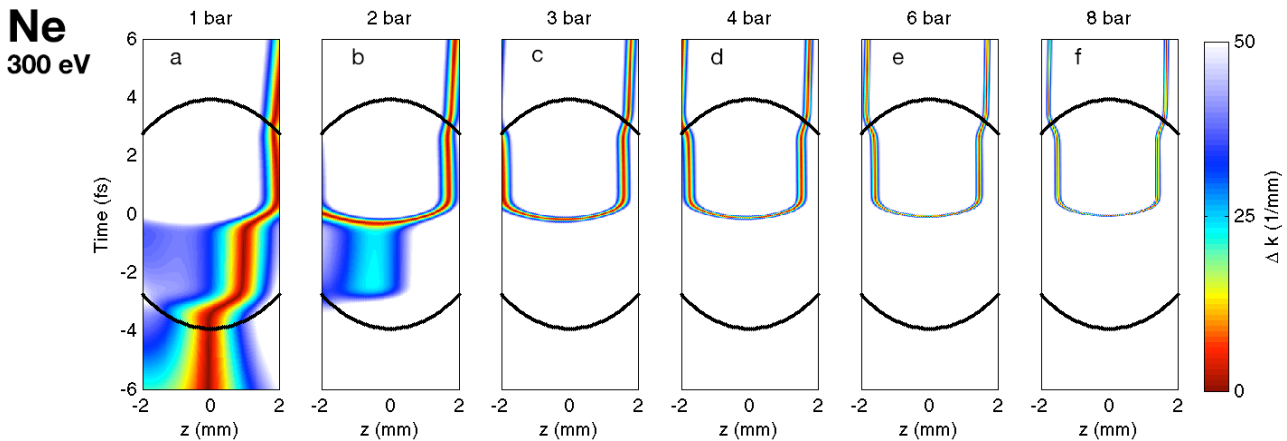 Ne
300 eV
1 bar
2 bar
3 bar
4 bar
6 bar
8 bar
a
b
c
d
e
f
6
4
2
0
-2
-4
-6
Time (fs)
-2 0 2
-2 0 2
-2 0 2
-2 0 2
-2 0 2
-2 0 2
z (mm)
z (mm)
z (mm)
z (mm)
z (mm)
z (mm)
50
25
0
Δ k (1/mm)